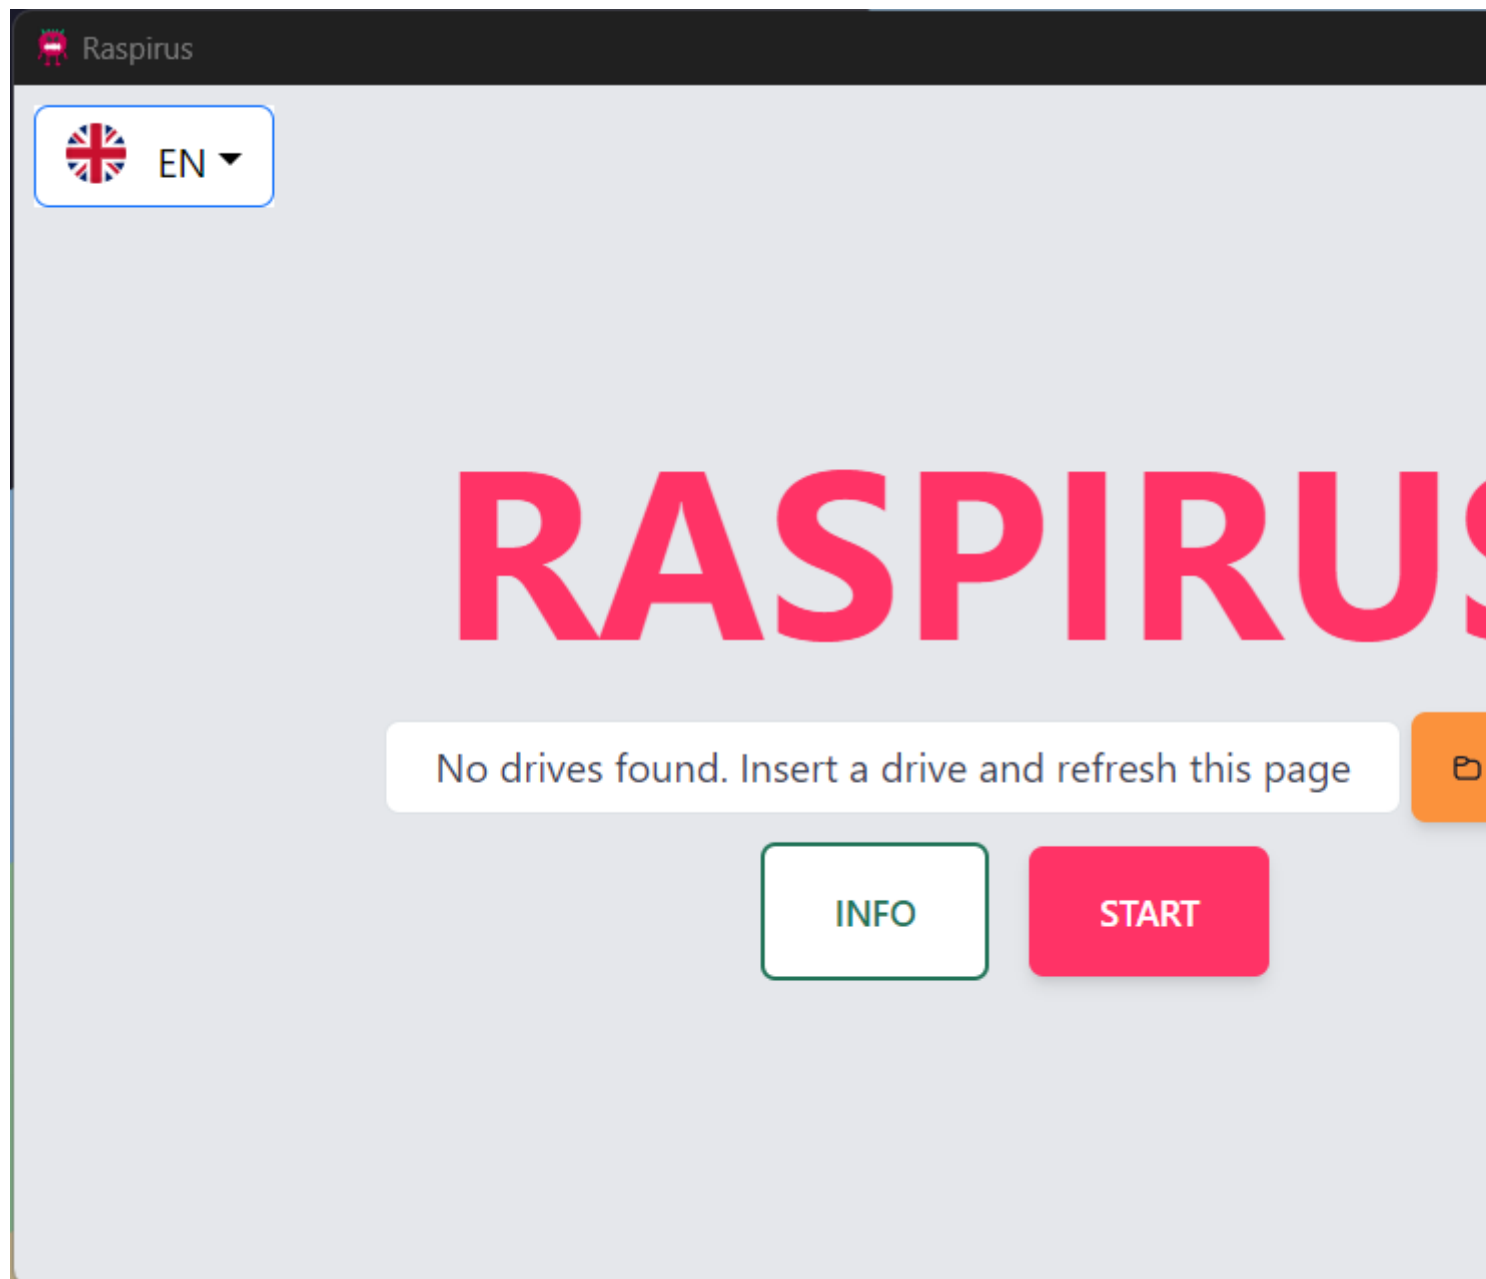 Raspirus
EN
RASPIRUS
No drives found. Insert a drive and refresh this page
INFO START